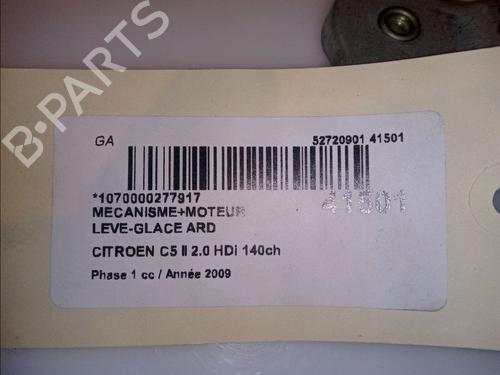 B-PARTS
GA
52720901 41501
*1070000277917
41501
MECANISME+MOTEUR
LEVE-GLACE ARD
CITROEN C5 II 2.0 HDi 140ch
Phase 1 cc / Année 2009